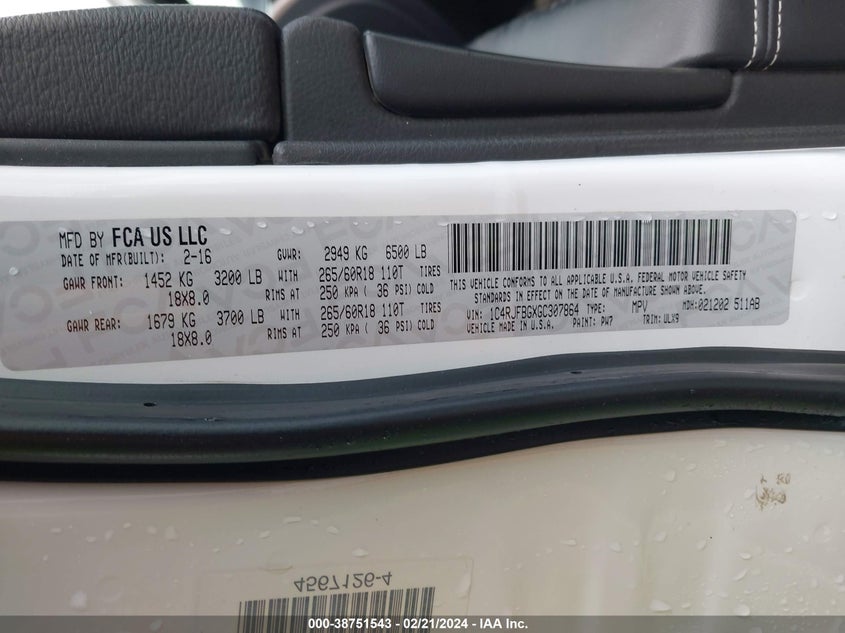 MFD BY FCA US LLC
DATE OF MFR(BUILT): 2-16 GVWR: 2949 KG 6500 LB
GAWR FRONT: 1452 KG 3200 LB WITH 265/60R18 110T TIRES
18X8.0 RIMS AT 250 KPA ( 36 PSI) COLD
GAWR REAR: 1679 KG 3700 LB WITH 265/60R18 110T TIRES
18X8.0 RIMS AT 250 KPA ( 36 PSI) COLD
THIS VEHICLE CONFORMS TO ALL APPLICABLE U.S.A. FEDERAL MOTOR VEHICLE SAFETY
STANDARDS IN EFFECT ON THE DATE OF MANUFACTURE SHOWN ABOVE.
VIN: 1C4RJFBGXGC307864 TYPE: MPV MDH:021202 511AB
VEHICLE MADE IN U.S.A. PAINT: PW7 TRIM: ULX9
4567126-4
000-38751543 - 02/21/2024 - IAA Inc.